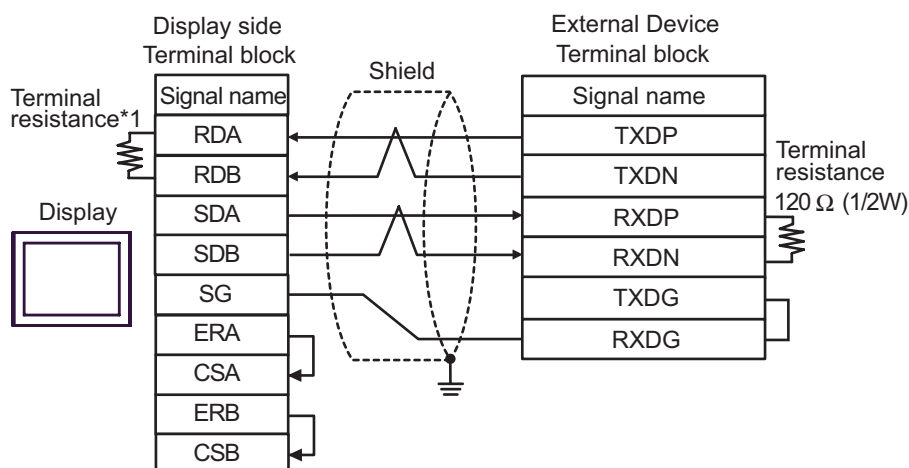 Display side
Terminal block
External Device
Terminal block
Shield
Terminal
resistance*1
Signal name
RDA
RDB
SDA
SDB
SG
ERA
CSA
ERB
CSB
Display
Signal name
TXDP
TXDN
RXDP
RXDN
TXDG
RXDG
Terminal
resistance
120 Ω (1/2W)